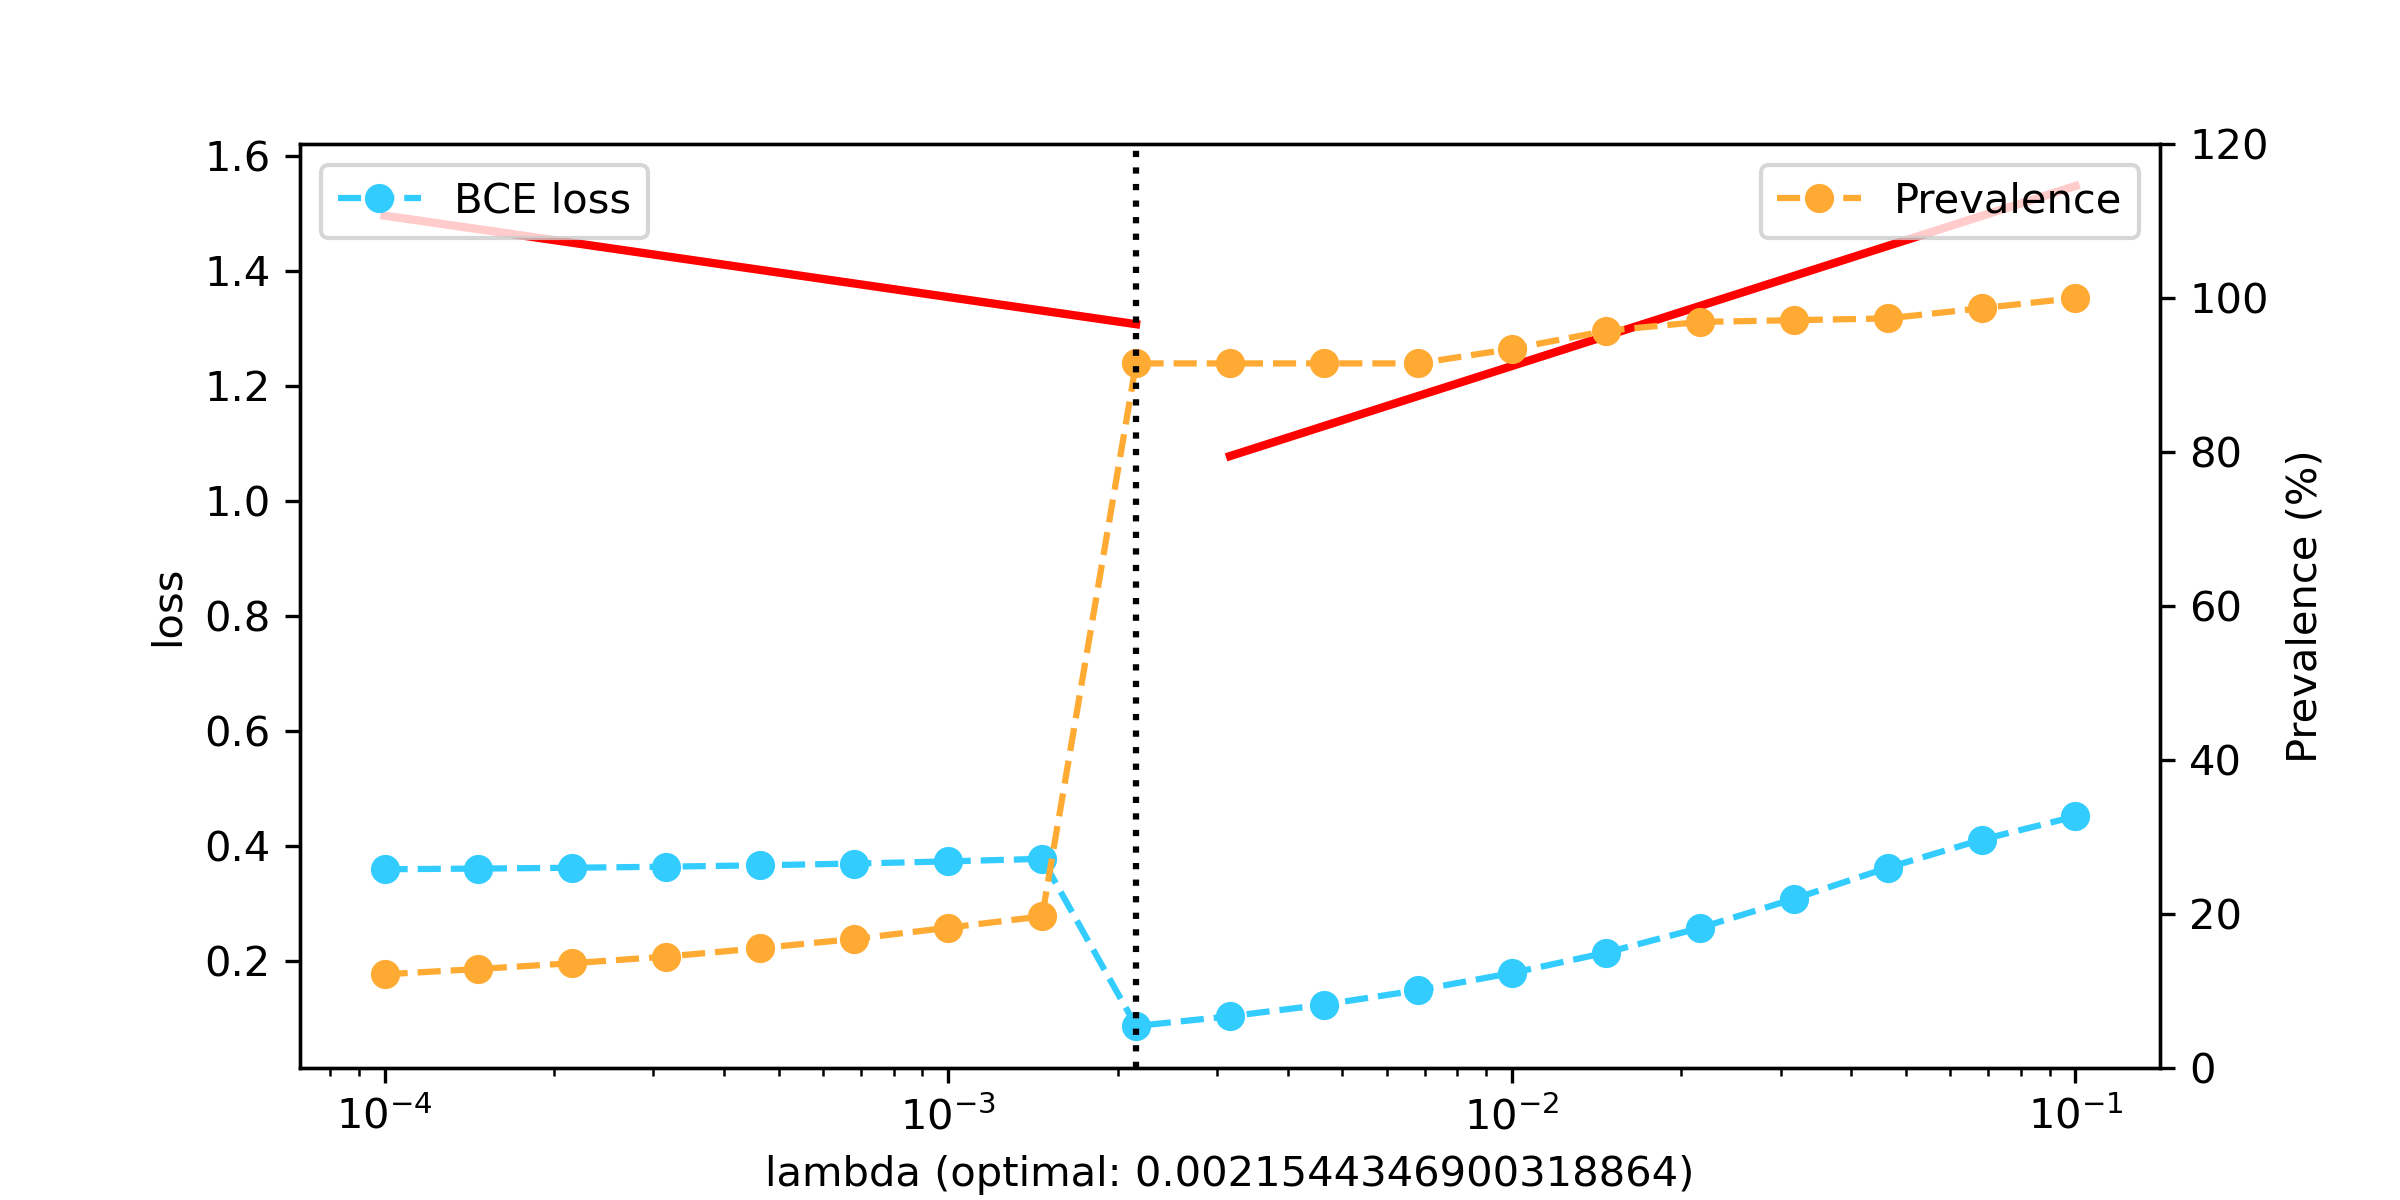 BCE loss
Prevalence
1.6
1.4
1.2
1.0
0.8
0.6
0.4
0.2
loss
120
100
80
60
40
20
0
Prevalence (%)
10⁻⁴ 10⁻³ 10⁻² 10⁻¹
lambda (optimal: 0.0021544346900318864)